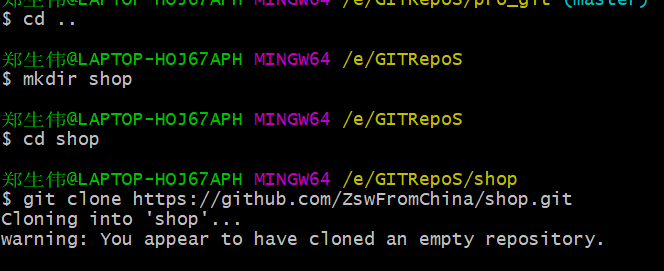 郑生伟@LAPTOP-HOJ67APH MINGW64 /e/GITRepoS/pro_git (master)
$ cd ..
郑生伟@LAPTOP-HOJ67APH MINGW64 /e/GITRepoS
$ mkdir shop
郑生伟@LAPTOP-HOJ67APH MINGW64 /e/GITRepoS
$ cd shop
郑生伟@LAPTOP-HOJ67APH MINGW64 /e/GITRepoS/shop
$ git clone https://github.com/ZswFromChina/shop.git
Cloning into 'shop'...
warning: You appear to have cloned an empty repository.